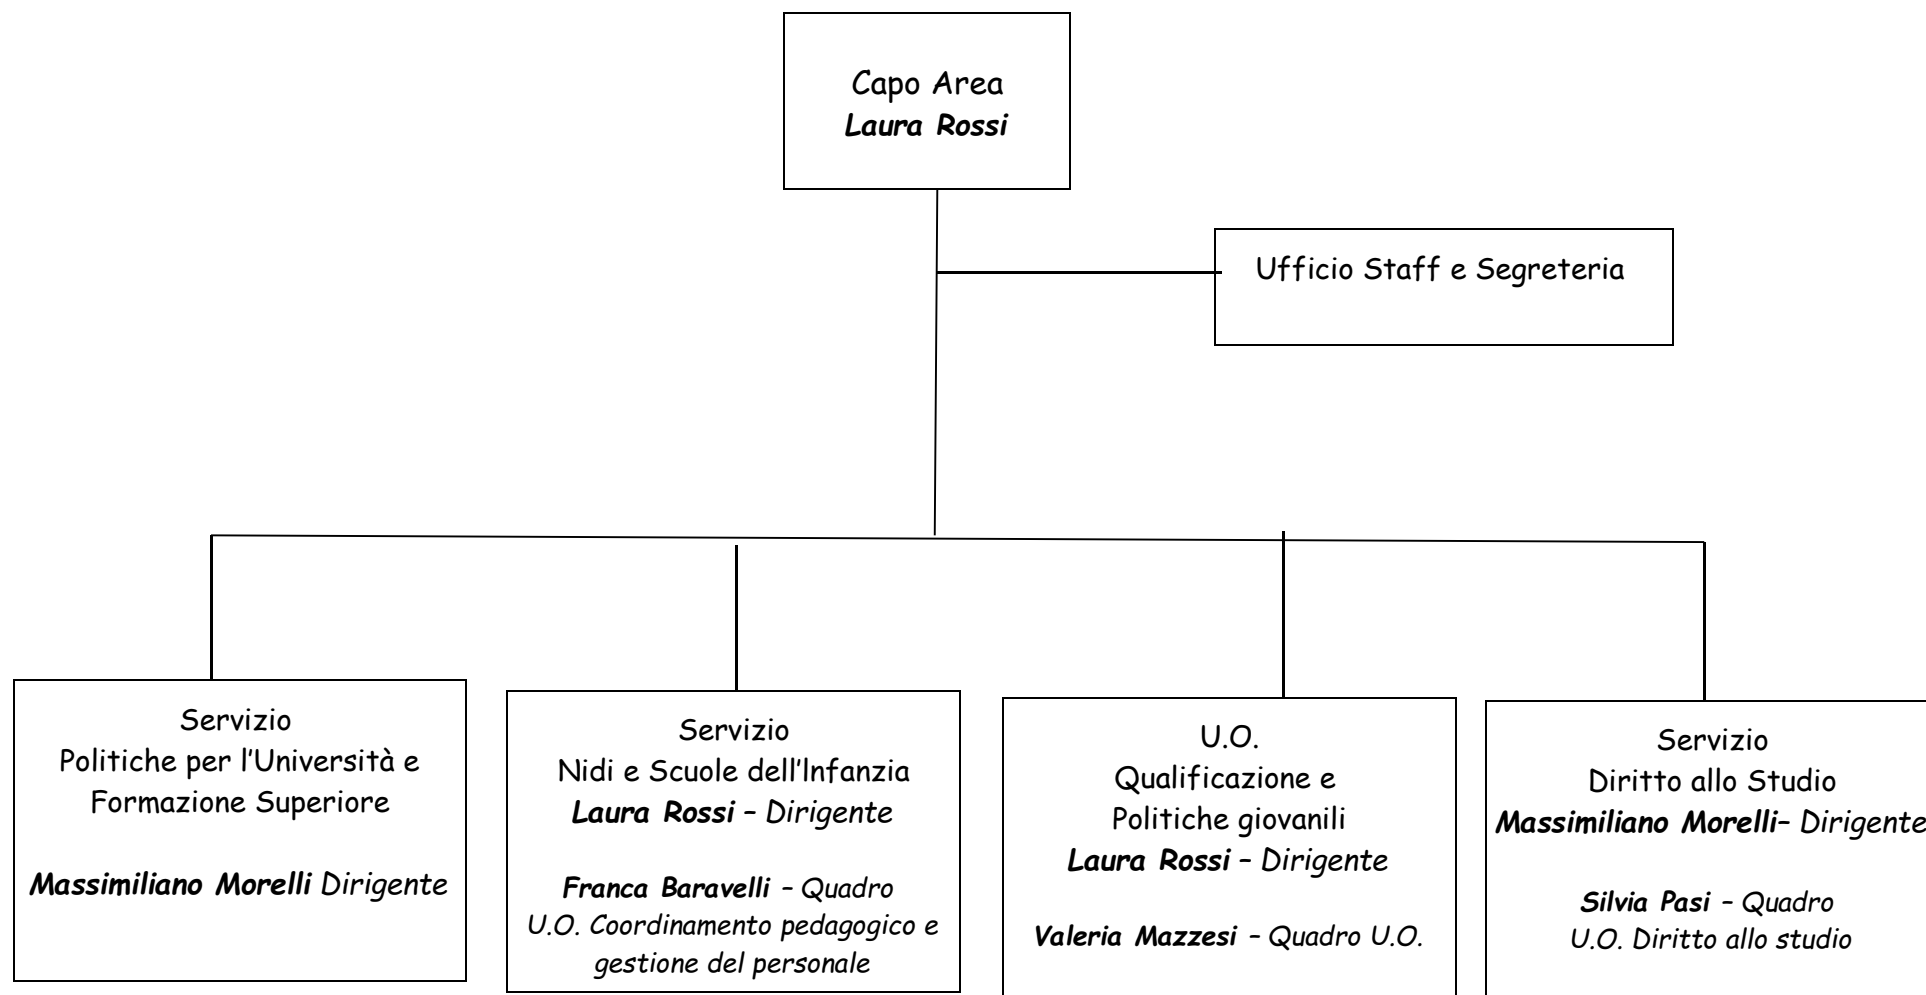 Capo Area
Laura Rossi
Ufficio Staff e Segreteria
Servizio
Politiche per l'Università e
Formazione Superiore
Massimiliano Morelli Dirigente
Servizio
Nidi e Scuole dell'Infanzia
Laura Rossi – Dirigente
Franca Baravelli – Quadro
U.O. Coordinamento pedagogico e
gestione del personale
U.O.
Qualificazione e
Politiche giovanili
Laura Rossi – Dirigente
Valeria Mazzesi – Quadro U.O.
Servizio
Diritto allo Studio
Massimiliano Morelli– Dirigente
Silvia Pasi – Quadro
U.O. Diritto allo studio